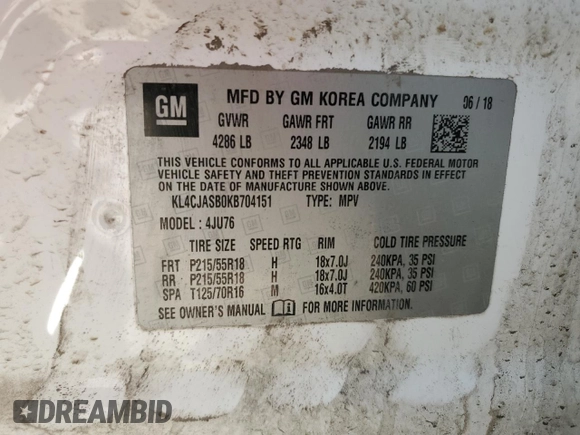 GM
MFD BY GM KOREA COMPANY 06/18
GVWR GAWR FRT GAWR RR
4286 LB 2348 LB 2194 LB
THIS VEHICLE CONFORMS TO ALL APPLICABLE U.S. FEDERAL MOTOR
VEHICLE SAFETY AND THEFT PREVENTION STANDARDS IN EFFECT
ON THE DATE OF MANUFACTURE SHOWN ABOVE.
KL4CJASB0KB704151 TYPE: MPV
MODEL: 4JU76
TIRE SIZE SPEED RTG RIM COLD TIRE PRESSURE
FRT P215/55R18 H 18x7.0J 240KPA, 35 PSI
RR P215/55R18 H 18x7.0J 240KPA, 35 PSI
SPA T125/70R16 M 16x4.0T 420KPA, 60 PSI
SEE OWNER'S MANUAL FOR MORE INFORMATION.
DREAMBID